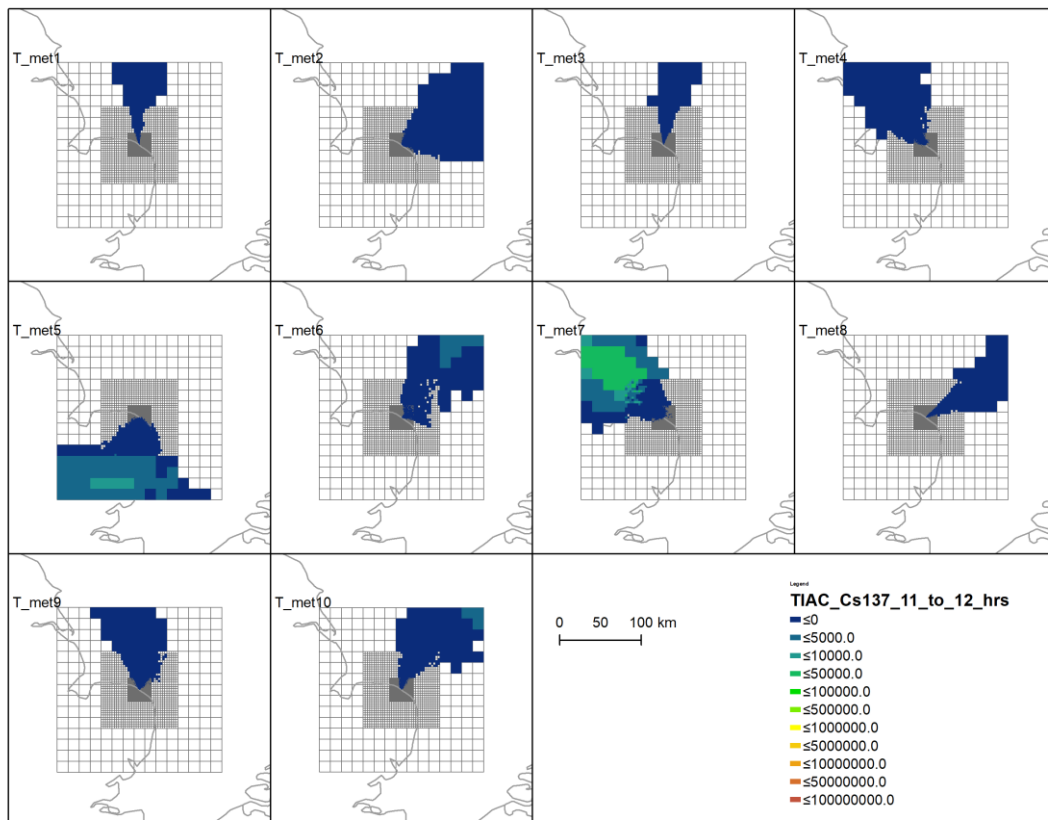 T_met1
T_met2
T_met3
T_met4
T_met5
T_met6
T_met7
T_met8
T_met9
T_met10
0 50 100 km
Legend
TIAC_Cs137_11_to_12_hrs
≤0
≤5000.0
≤10000.0
≤50000.0
≤100000.0
≤500000.0
≤1000000.0
≤5000000.0
≤10000000.0
≤50000000.0
≤100000000.0